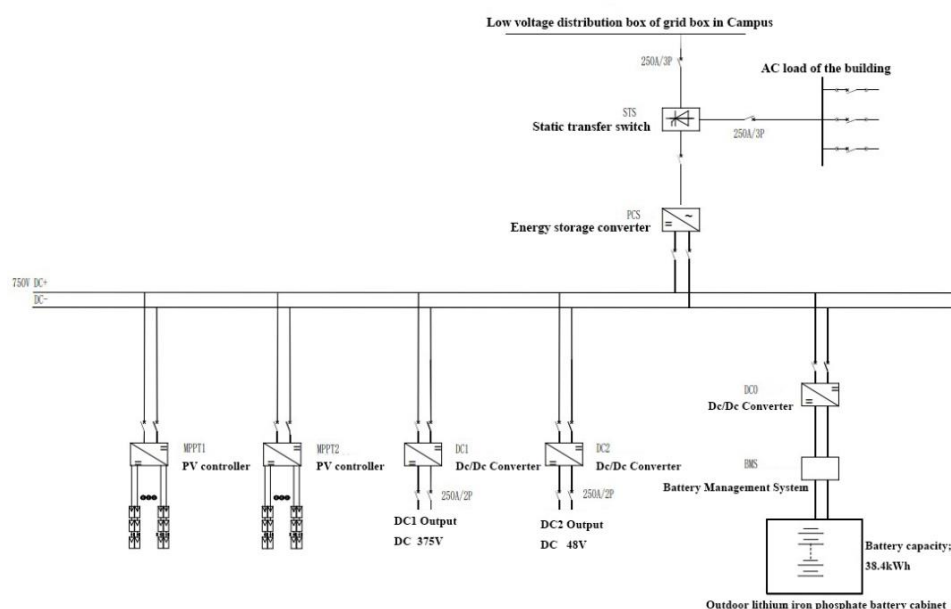 Low voltage distribution box of grid box in Campus
250A/3P
AC load of the building
STS
Static transfer switch
250A/3P
PCS
Energy storage converter
750V DC+
DC-
DC0
Dc/Dc Converter
MPPT1
PV controller
MPPT2
PV controller
DC1
Dc/Dc Converter
DC2
Dc/Dc Converter
BMS
Battery Management System
250A/2P
250A/2P
DC1 Output
DC 375V
DC2 Output
DC 48V
Battery capacity;
38.4kWh
Outdoor lithium iron phosphate battery cabinet